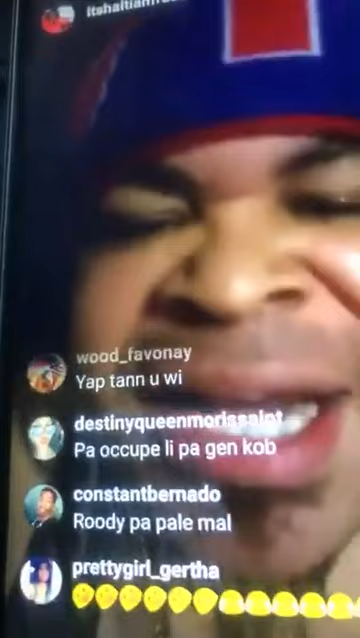 wood_favonay
Yap tann u wi
destinyqueenmorissaint
Pa occupe li pa gen kob
constantbernado
Roody pa pale mal
prettygirl_gertha